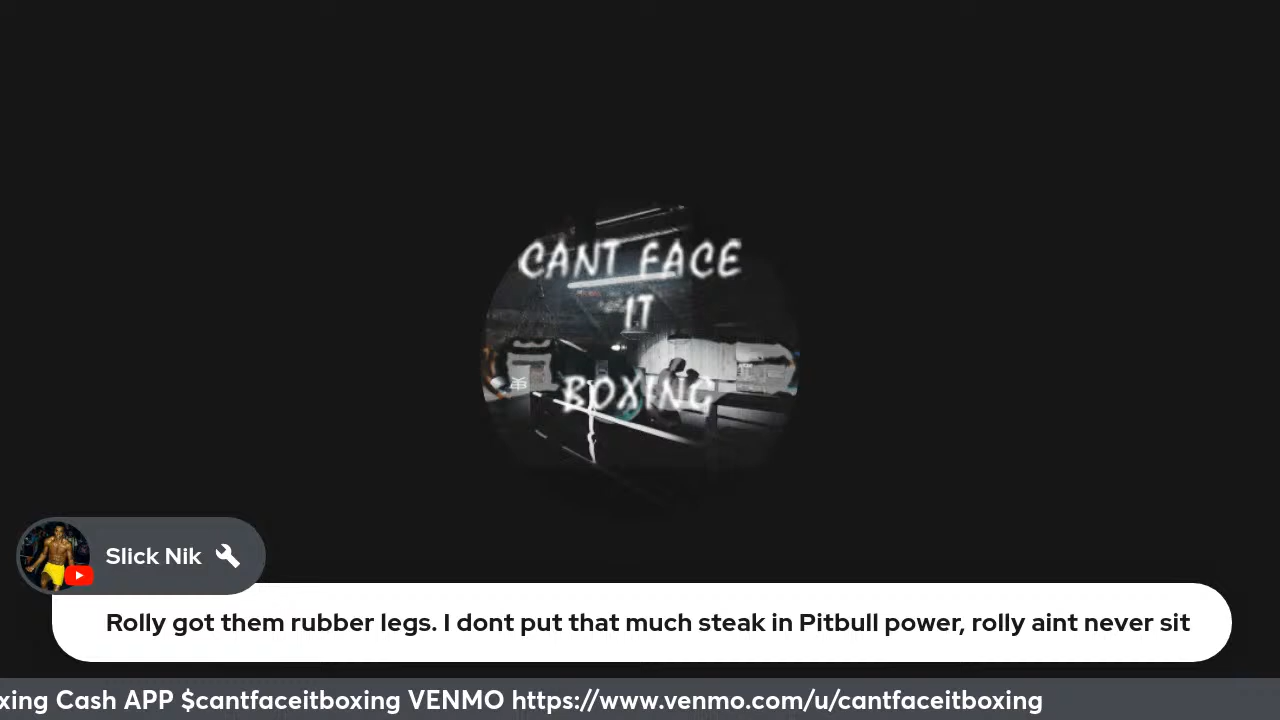 CANT FACE
IT
BOXING
Slick Nik
Rolly got them rubber legs. I dont put that much steak in Pitbull power, rolly aint never sit
xing Cash APP $cantfaceitboxing VENMO https://www.venmo.com/u/cantfaceitboxing